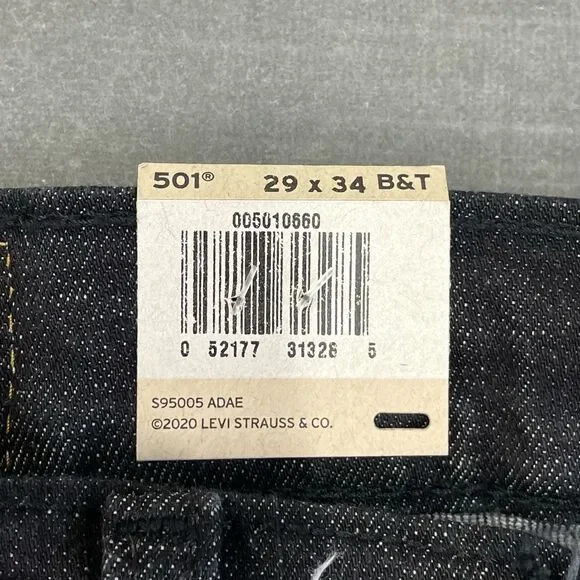 501® 29 x 34 B&T
005010660
0 52177 31326 5
S95005 ADAE
©2020 LEVI STRAUSS & CO.